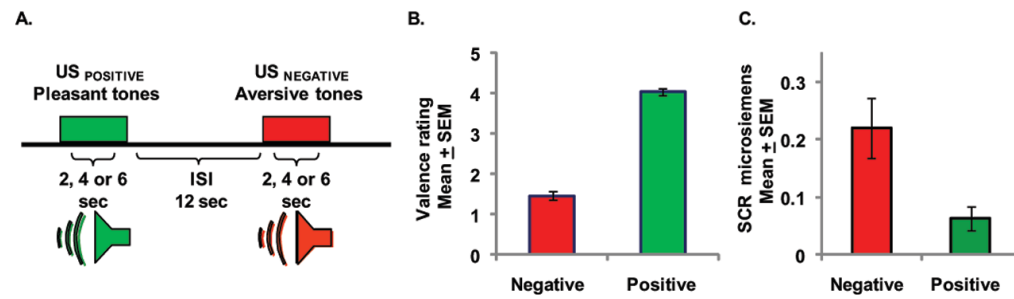 A.
US POSITIVE
Pleasant tones
US NEGATIVE
Aversive tones
2, 4 or 6
sec
ISI
12 sec
2, 4 or 6
sec
B.
Valence rating
Mean ± SEM
5
4
3
2
1
0
Negative
Positive
C.
SCR microsiemens
Mean ± SEM
0.3
0.2
0.1
0
Negative
Positive